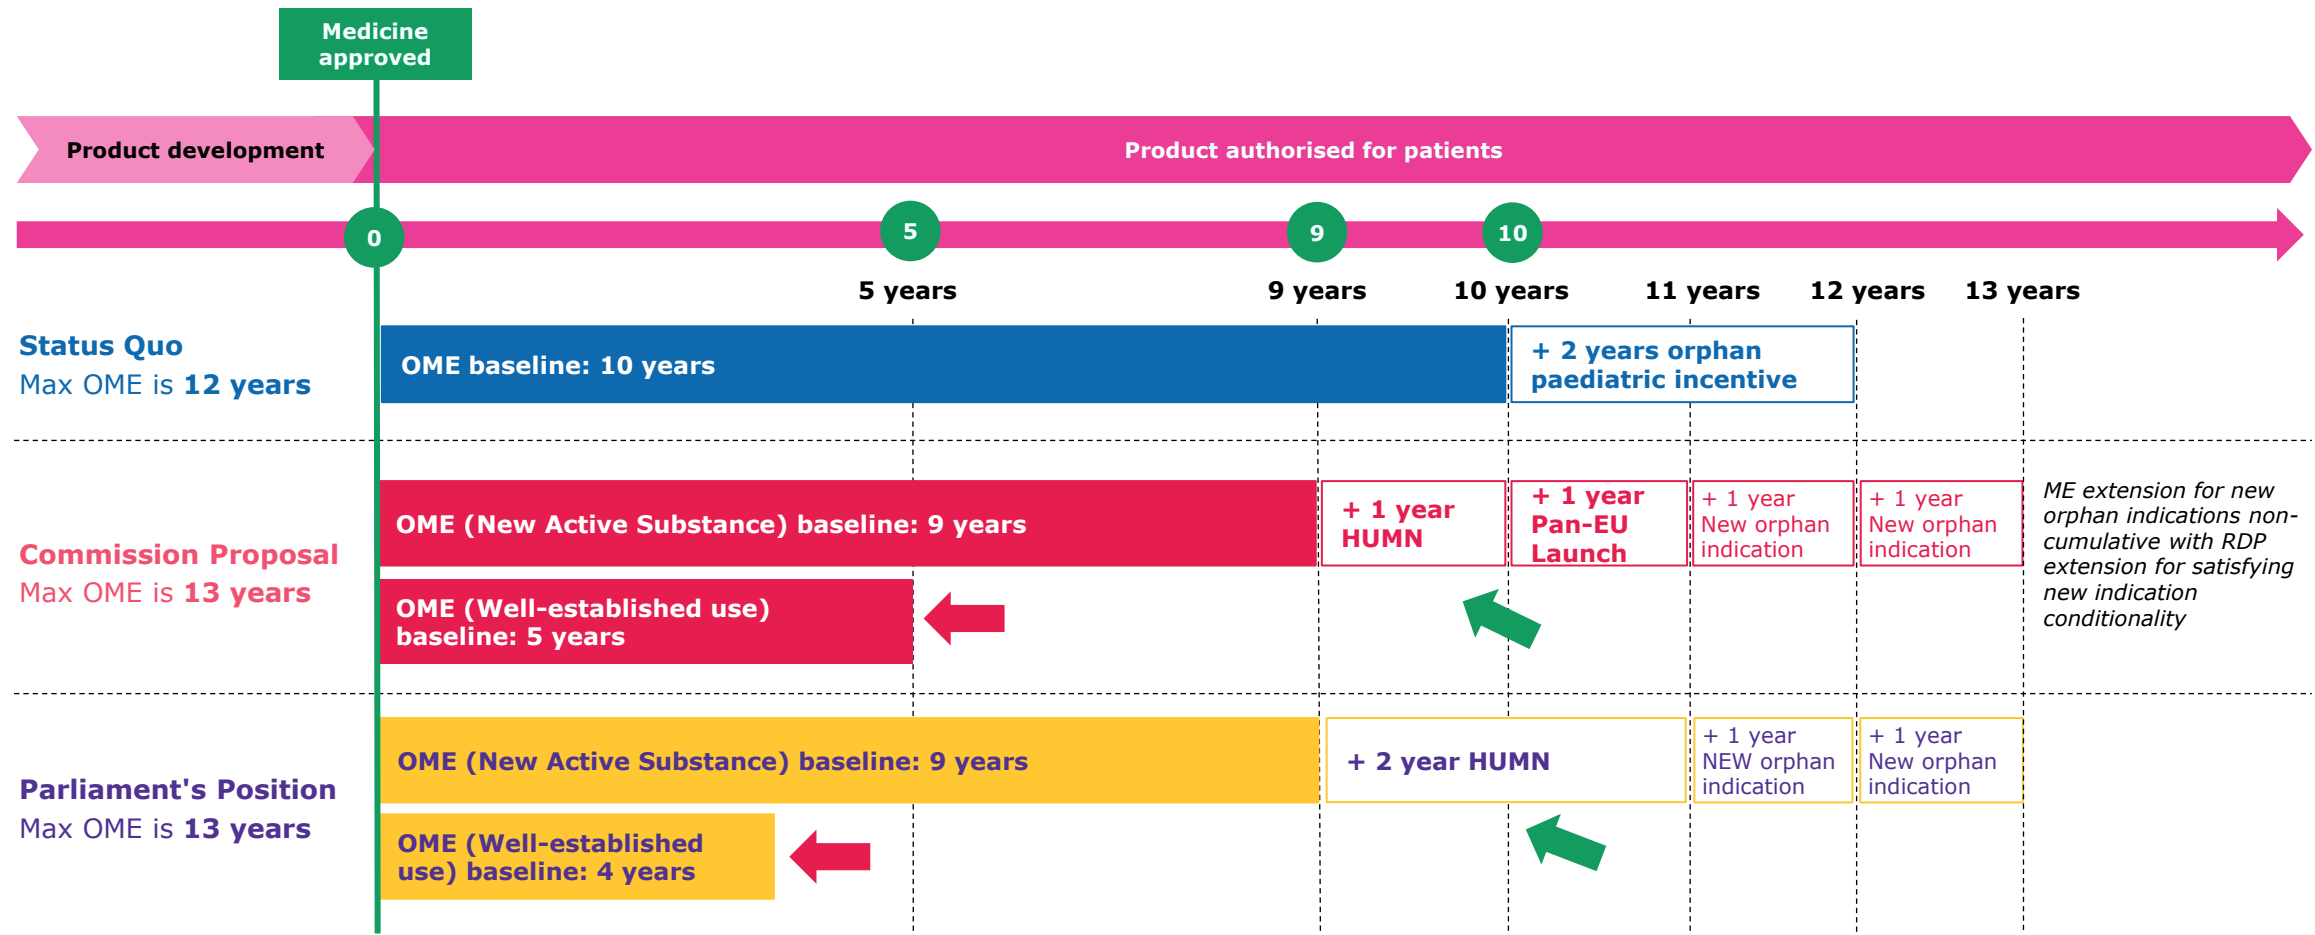 Medicine
approved
Product development
Product authorised for patients
0
5
9
10
5 years
9 years
10 years
11 years
12 years
13 years
Status Quo
Max OME is 12 years
OME baseline: 10 years
+ 2 years orphan
paediatric incentive
Commission Proposal
Max OME is 13 years
OME (New Active Substance) baseline: 9 years
+ 1 year
HUMN
+ 1 year
Pan-EU
Launch
+ 1 year
New orphan
indication
+ 1 year
New orphan
indication
ME extension for new
orphan indications non-
cumulative with RDP
extension for satisfying
new indication
conditionality
OME (Well-established use)
baseline: 5 years
Parliament's Position
Max OME is 13 years
OME (New Active Substance) baseline: 9 years
+ 2 year HUMN
+ 1 year
NEW orphan
indication
+ 1 year
New orphan
indication
OME (Well-established
use) baseline: 4 years